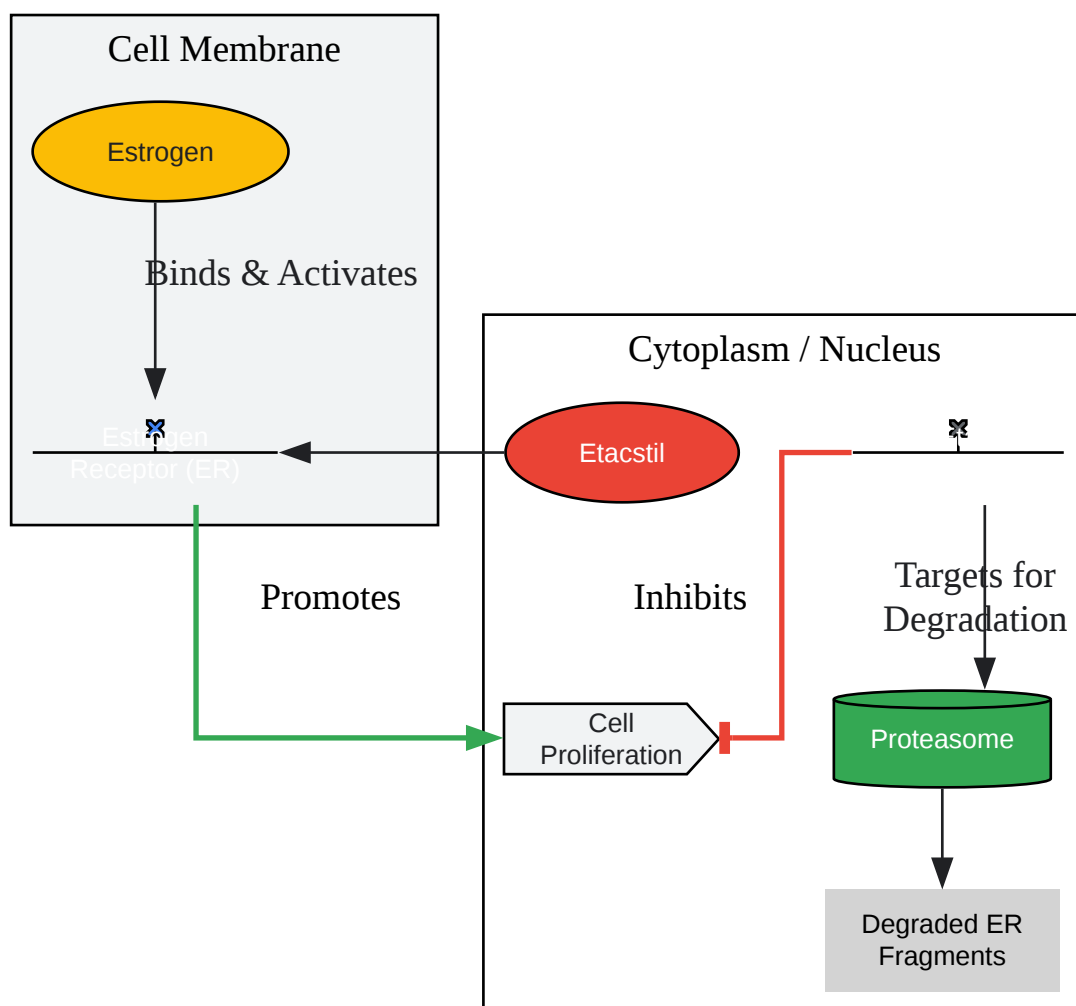 Cell Membrane
Estrogen
Binds & Activates
Cytoplasm / Nucleus
Estrogen
Receptor (ER)
Etacstil
Promotes
Inhibits
Targets for
Degradation
Cell
Proliferation
Proteasome
Degraded ER
Fragments